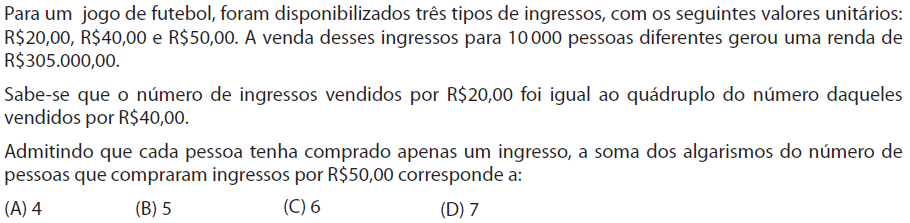 Para um jogo de futebol, foram disponibilizados três tipos de ingressos, com os seguintes valores unitários:
R$20,00, R$40,00 e R$50,00. A venda desses ingressos para 10 000 pessoas diferentes gerou uma renda de
R$305.000,00.
Sabe-se que o número de ingressos vendidos por R$20,00 foi igual ao quádruplo do número daqueles
vendidos por R$40,00.
Admitindo que cada pessoa tenha comprado apenas um ingresso, a soma dos algarismos do número de
pessoas que compraram ingressos por R$50,00 corresponde a:
(A) 4 (B) 5 (C) 6 (D) 7